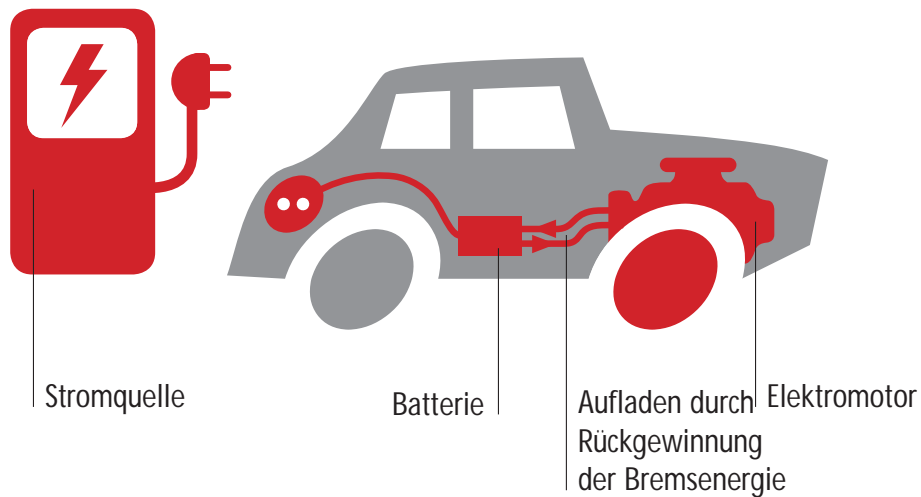 Stromquelle
Batterie
Aufladen durch
Rückgewinnung
der Bremsenergie
Elektromotor